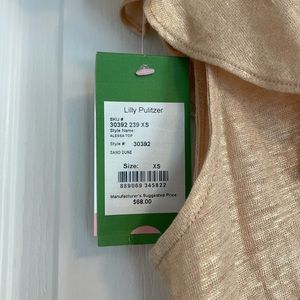 Lilly Pulitzer
SKU #
30392 239 XS
Style Name:
ALESSA TOP
Style #: 30392
SAND DUNE
Size: XS
889069 345822
Manufacturer's Suggested Price
$68.00